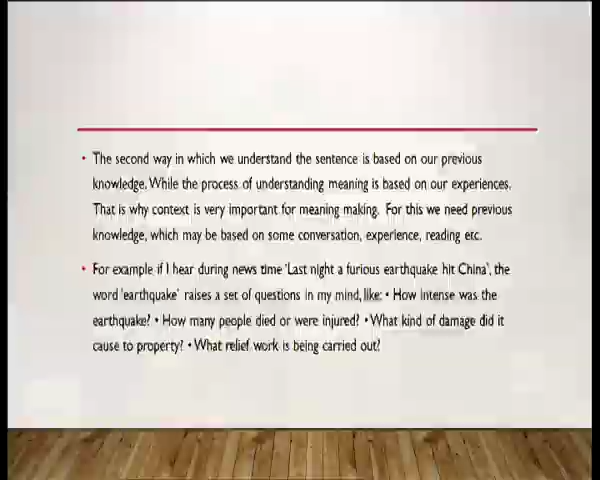 • The second way in which we understand the sentence is based on our previous
knowledge. While the process of understanding meaning is based on our experiences.
That is why context is very important for meaning making. For this we need previous
knowledge, which may be based on some conversation, experience, reading etc.
• For example if I hear during news time 'Last night a furious earthquake hit China', the
word 'earthquake' raises a set of questions in my mind, like: • How intense was the
earthquake? • How many people died or were injured? • What kind of damage did it
cause to property? • What relief work is being carried out?